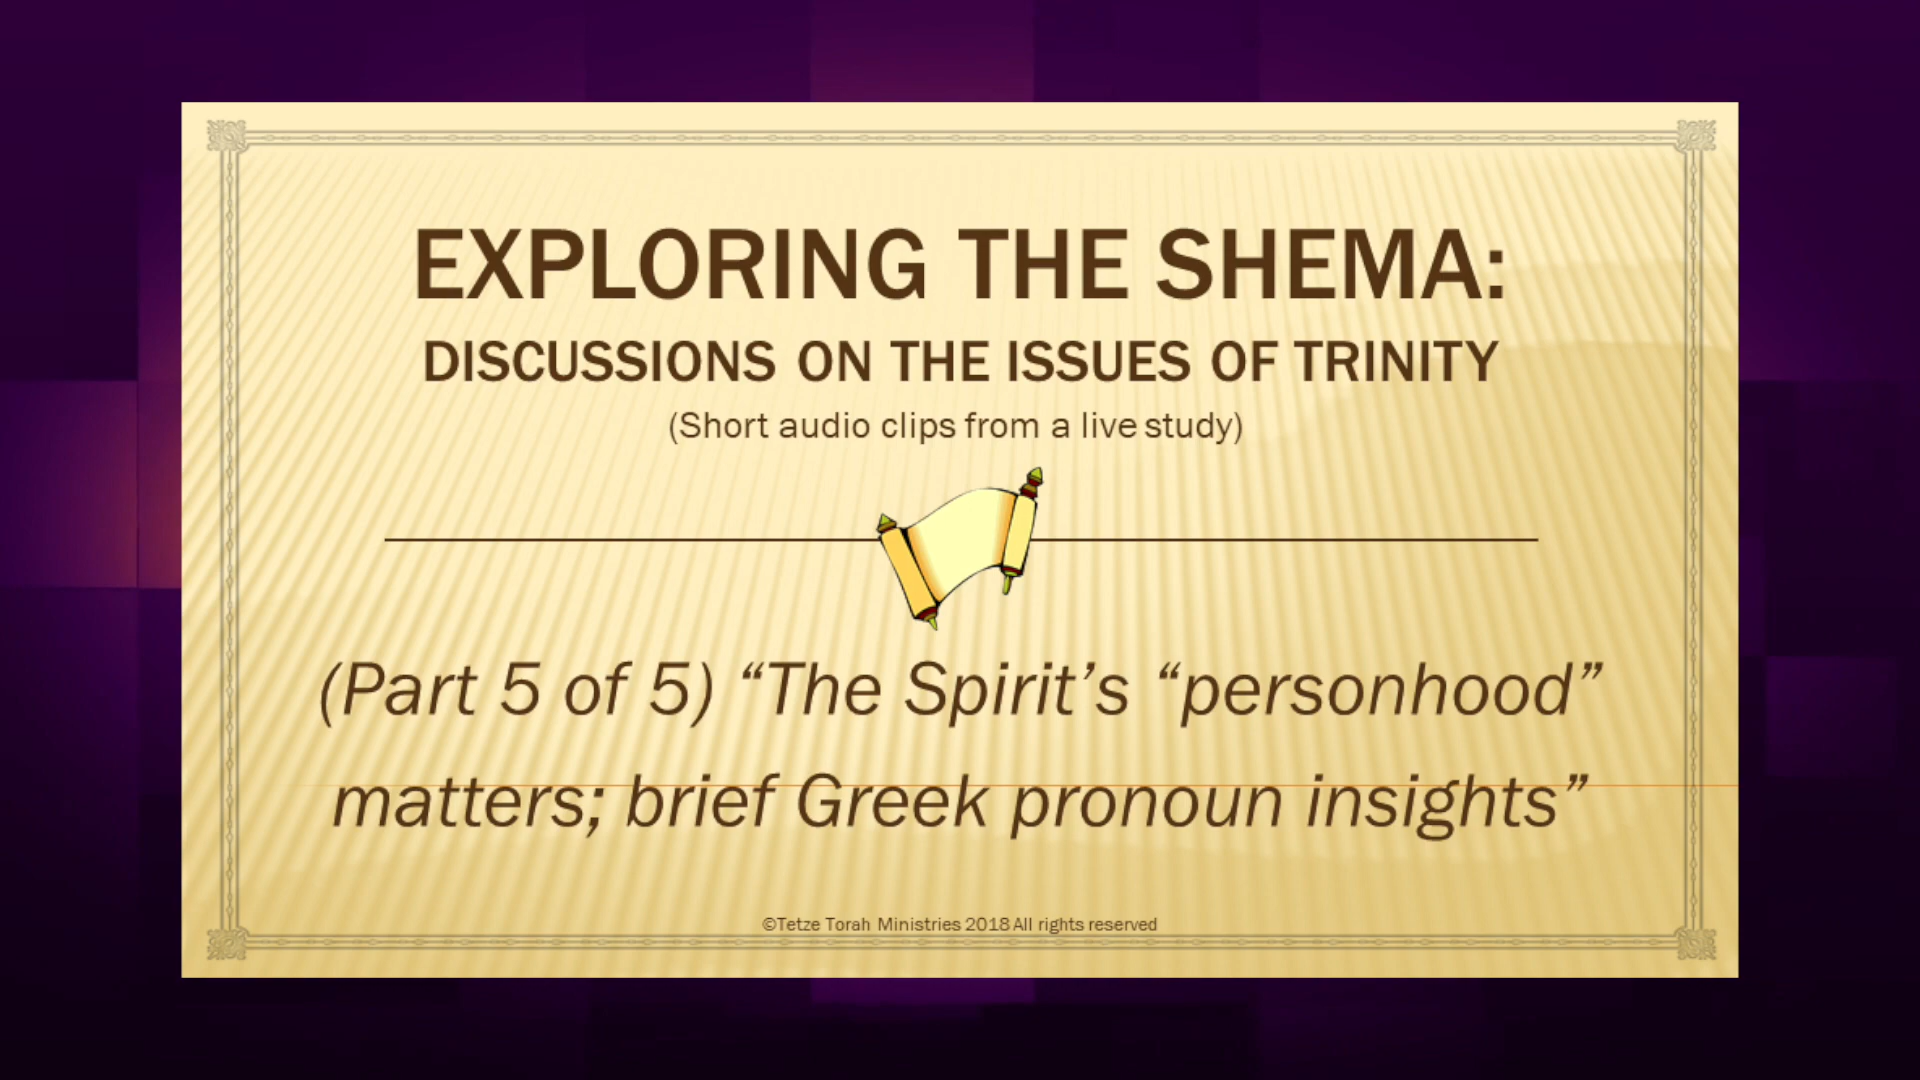 EXPLORING THE SHEMA:
DISCUSSIONS ON THE ISSUES OF TRINITY
(Short audio clips from a live study)
(Part 5 of 5) “The Spirit’s “personhood”
matters; brief Greek pronoun insights”
©Tetze Torah Ministries 2018 All rights reserved